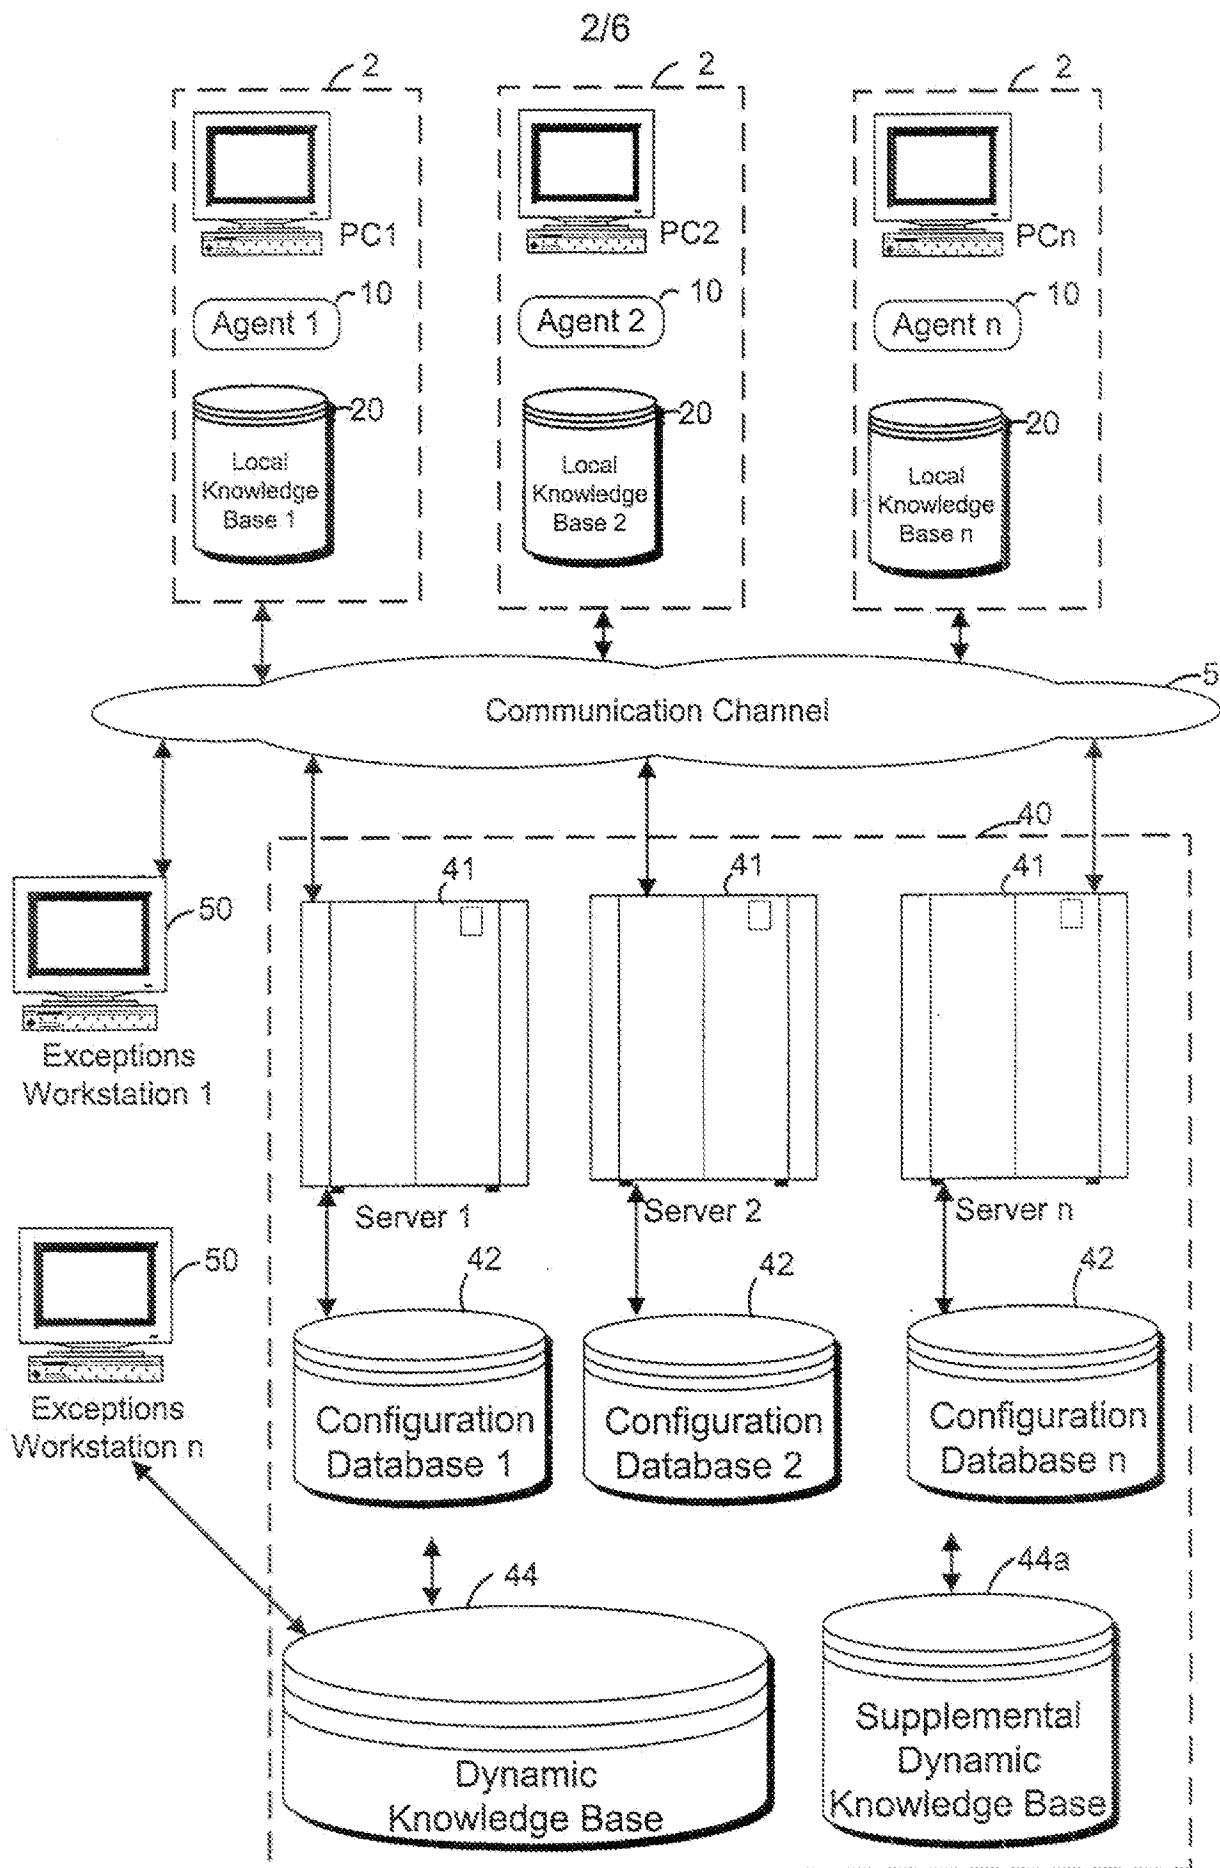 2/6
2
2
2
PC1
PC2
PCn
10
10
10
Agent 1
Agent 2
Agent n
20
20
20
Local
Knowledge
Base 1
Local
Knowledge
Base 2
Local
Knowledge
Base n
5
Communication Channel
40
41
41
41
50
Exceptions
Workstation 1
Server 1
Server 2
Server n
50
Exceptions
Workstation n
42
42
42
Configuration
Database 1
Configuration
Database 2
Configuration
Database n
44
44a
Dynamic
Knowledge Base
Supplemental
Dynamic
Knowledge Base